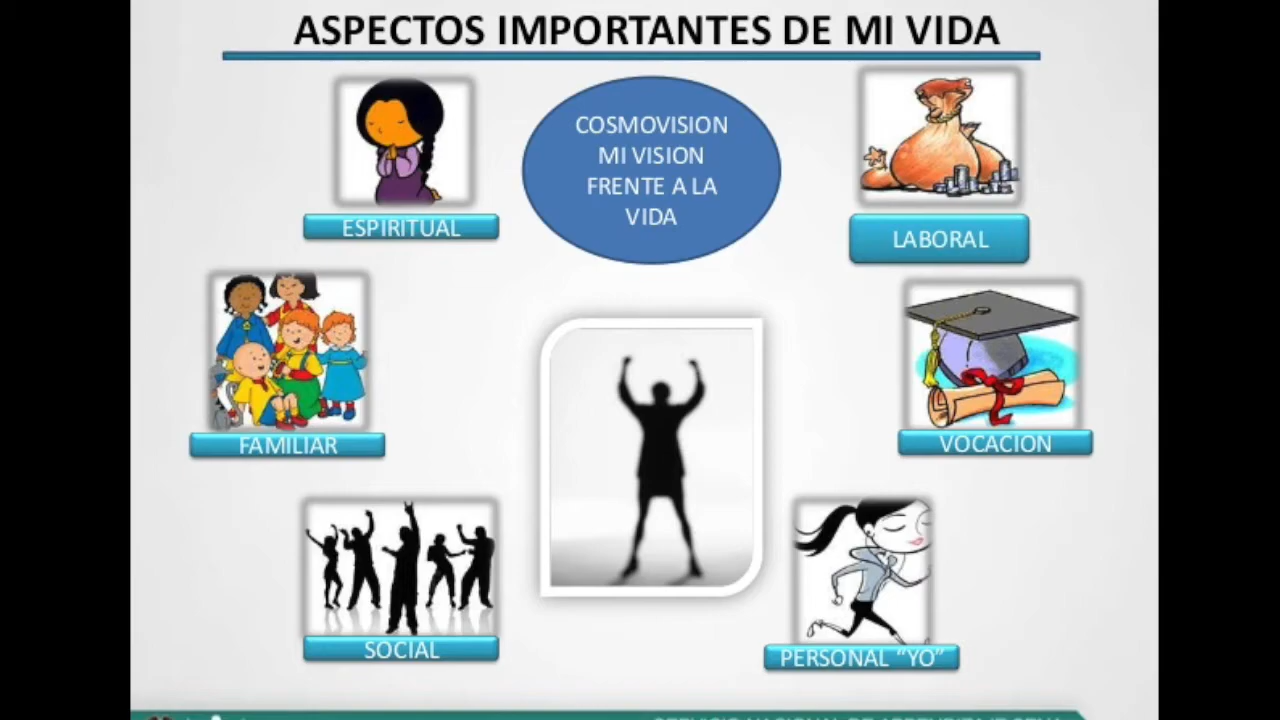 ASPECTOS IMPORTANTES DE MI VIDA
COSMOVISION
MI VISION
FRENTE A LA
VIDA
ESPIRITUAL
LABORAL
FAMILIAR
VOCACION
SOCIAL
PERSONAL “YO”